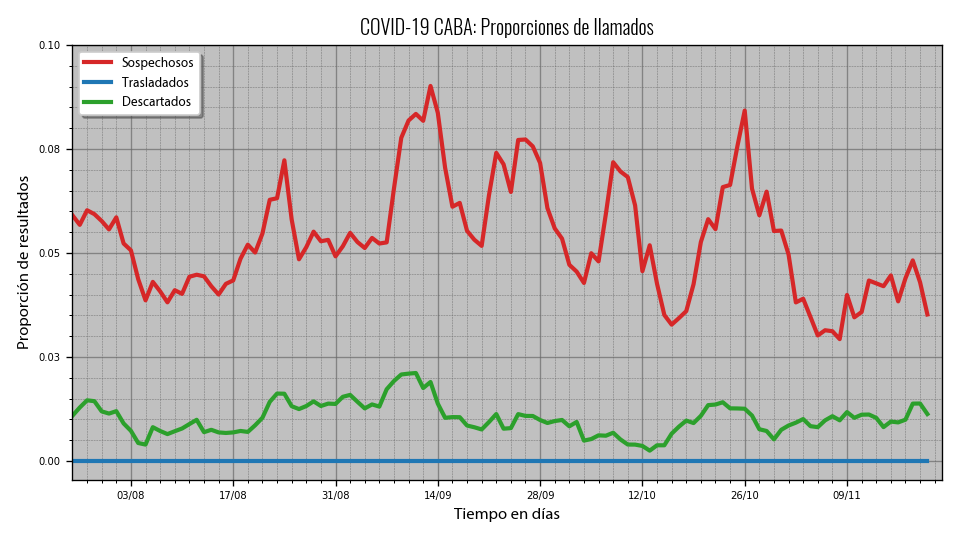 COVID-19 CABA: Proporciones de llamados
Sospechosos
Trasladados
Descartados
Proporción de resultados
0.10
0.08
0.05
0.03
0.00
03/08
17/08
31/08
14/09
28/09
12/10
26/10
09/11
Tiempo en días